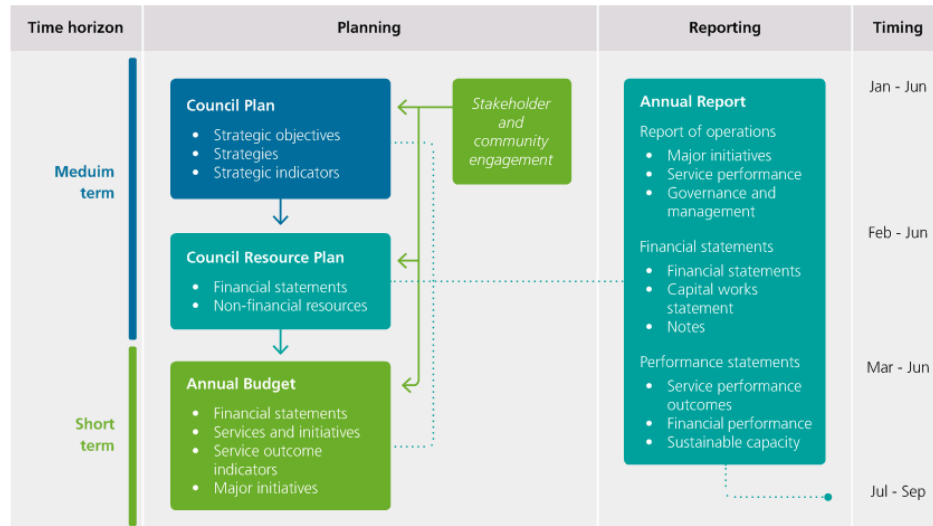 Time horizon
Planning
Reporting
Timing
Meduim
term
Short
term
Council Plan
• Strategic objectives
• Strategies
• Strategic indicators
Stakeholder
and
community
engagement
Council Resource Plan
• Financial statements
• Non-financial resources
Annual Budget
• Financial statements
• Services and initiatives
• Service outcome
indicators
• Major initiatives
Annual Report
Report of operations
• Major initiatives
• Service performance
• Governance and
management
Financial statements
• Financial statements
• Capital works
statement
• Notes
Performance statements
• Service performance
outcomes
• Financial performance
• Sustainable capacity
Jan - Jun
Feb - Jun
Mar - Jun
Jul - Sep